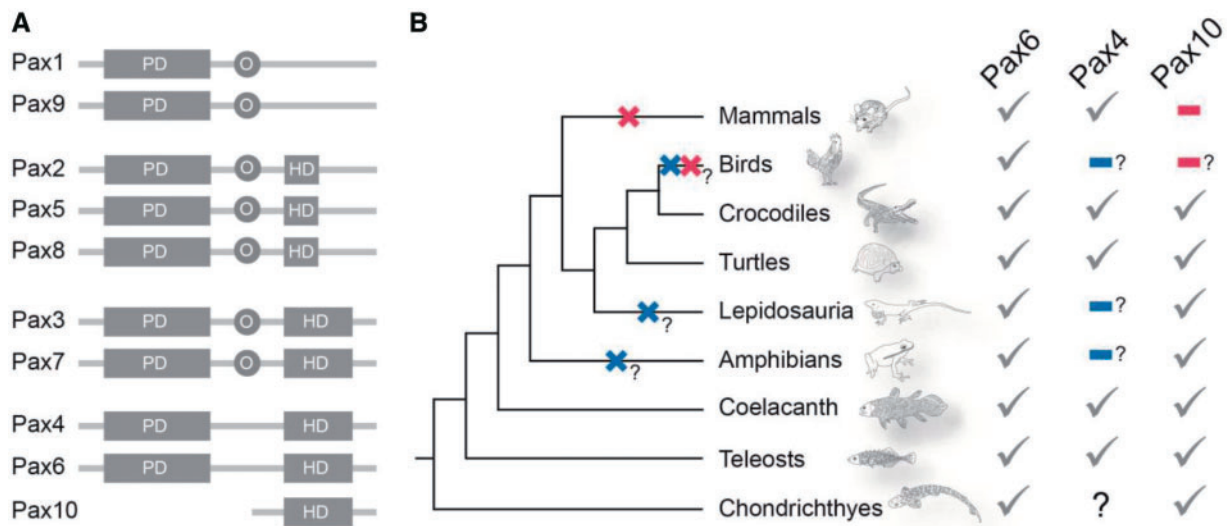 A
Pax1 PD O
Pax9 PD O
Pax2 PD O HD
Pax5 PD O HD
Pax8 PD O HD
Pax3 PD O HD
Pax7 PD O HD
Pax4 PD HD
Pax6 PD HD
Pax10 HD
B
Pax6 Pax4 Pax10
Mammals
? Birds ? ?
Crocodiles
Turtles
? Lepidosauria ?
? Amphibians ?
Coelacanth
Teleosts
Chondrichthyes ?